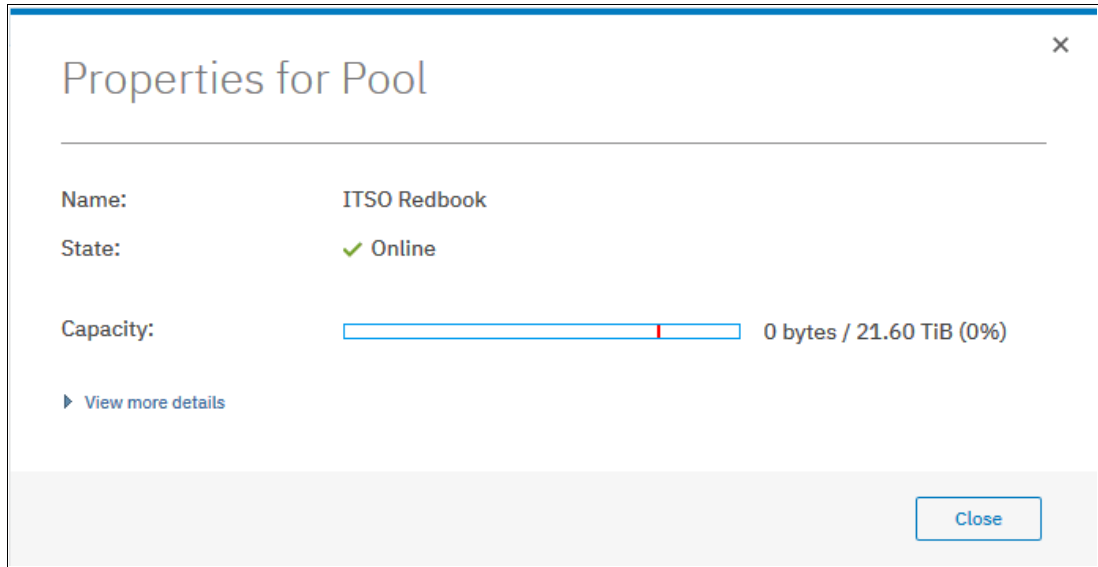 Properties for Pool
Name: ITSO Redbook
State: Online
Capacity: 0 bytes / 21.60 TiB (0%)
View more details
Close